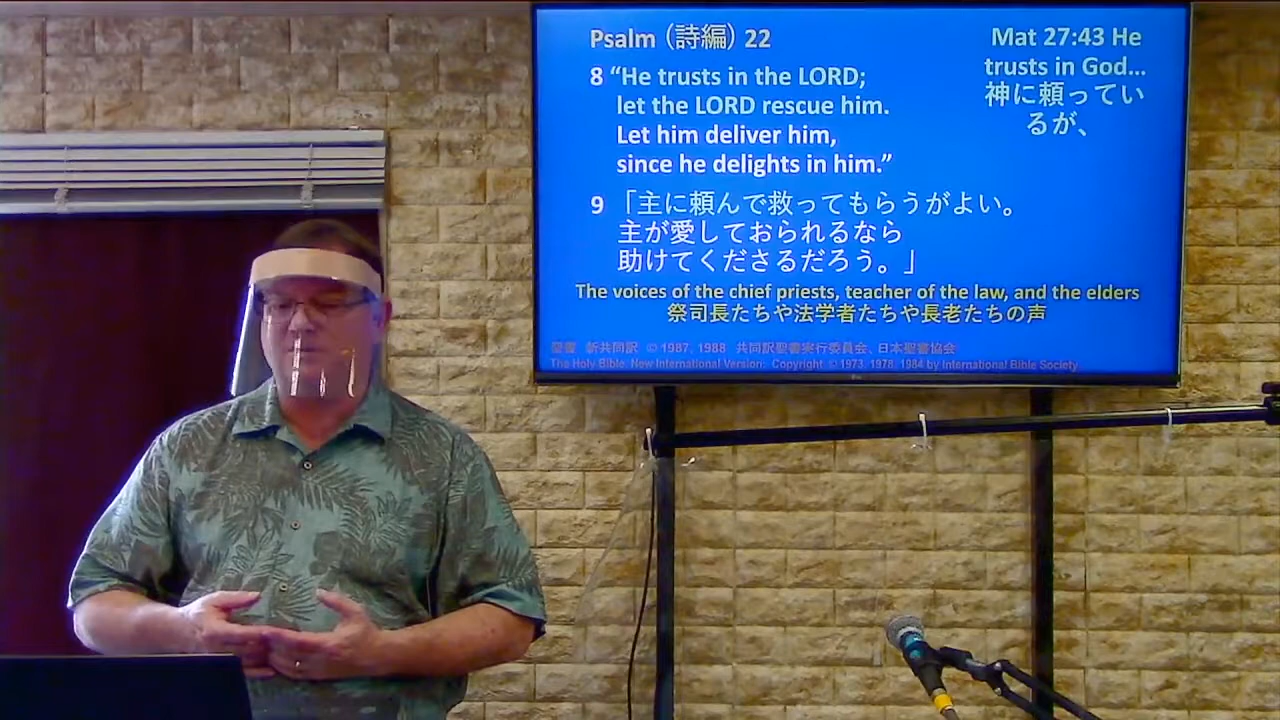 Psalm（詩編）22
8 “He trusts in the LORD;
let the LORD rescue him.
Let him deliver him,
since he delights in him.”
9 「主に頼んで救ってもらうがよい。
主が愛しておられるなら
助けてくださるだろう。」
Mat 27:43 He
trusts in God...
神に頼ってい
るが、
The voices of the chief priests, teacher of the law, and the elders
祭司長たちや法学者たちや長老たちの声
聖書 新共同訳 © 1987, 1988 共同訳聖書実行委員会、日本聖書協会
The Holy Bible, New International Version: Copyright © 1973, 1978, 1984 by International Bible Society